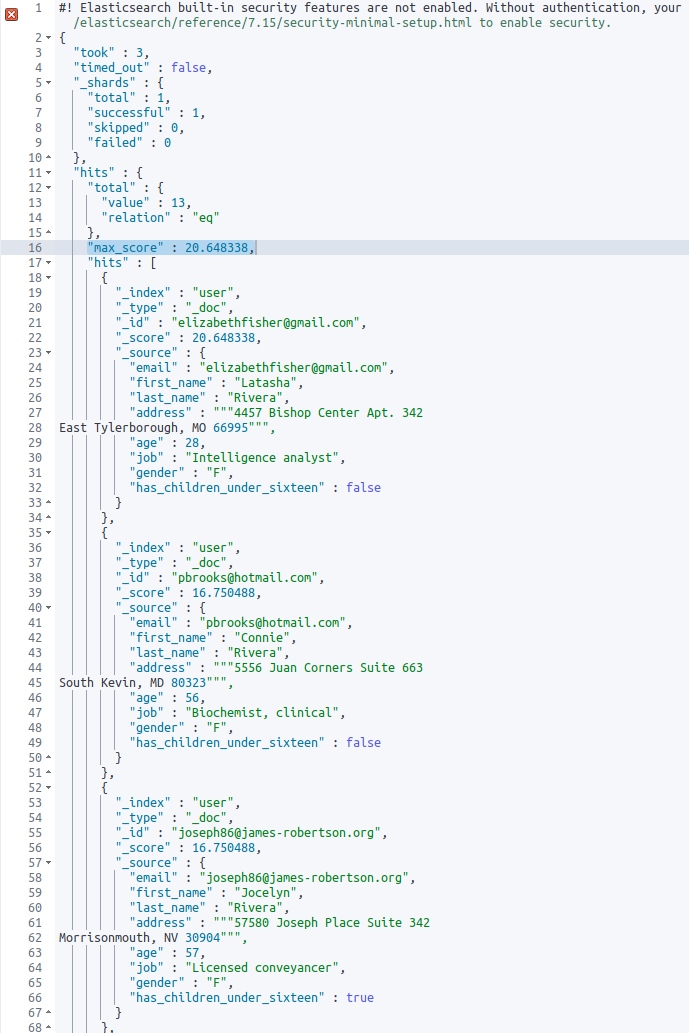 1 #! Elasticsearch built-in security features are not enabled. Without authentication, your
/elasticsearch/reference/7.15/security-minimal-setup.html to enable security.
2 {
3 "took" : 3,
4 "timed_out" : false,
5 "_shards" : {
6 "total" : 1,
7 "successful" : 1,
8 "skipped" : 0,
9 "failed" : 0
10 },
11 "hits" : {
12 "total" : {
13 "value" : 13,
14 "relation" : "eq"
15 },
16 "max_score" : 20.648338,
17 "hits" : [
18 {
19 "_index" : "user",
20 "_type" : "_doc",
21 "_id" : "elizabethfisher@gmail.com",
22 "_score" : 20.648338,
23 "_source" : {
24 "email" : "elizabethfisher@gmail.com",
25 "first_name" : "Latasha",
26 "last_name" : "Rivera",
27 "address" : """4457 Bishop Center Apt. 342
28 East Tylerborough, MO 66995""",
29 "age" : 28,
30 "job" : "Intelligence analyst",
31 "gender" : "F",
32 "has_children_under_sixteen" : false
33 }
34 },
35 {
36 "_index" : "user",
37 "_type" : "_doc",
38 "_id" : "pbrooks@hotmail.com",
39 "_score" : 16.750488,
40 "_source" : {
41 "email" : "pbrooks@hotmail.com",
42 "first_name" : "Connie",
43 "last_name" : "Rivera",
44 "address" : """5556 Juan Corners Suite 663
45 South Kevin, MD 80323""",
46 "age" : 56,
47 "job" : "Biochemist, clinical",
48 "gender" : "F",
49 "has_children_under_sixteen" : false
50 }
51 },
52 {
53 "_index" : "user",
54 "_type" : "_doc",
55 "_id" : "joseph86@james-robertson.org",
56 "_score" : 16.750488,
57 "_source" : {
58 "email" : "joseph86@james-robertson.org",
59 "first_name" : "Jocelyn",
60 "last_name" : "Rivera",
61 "address" : """57580 Joseph Place Suite 342
62 Morrisonmouth, NV 30904""",
63 "age" : 57,
64 "job" : "Licensed conveyancer",
65 "gender" : "F",
66 "has_children_under_sixteen" : true
67 }
68 },